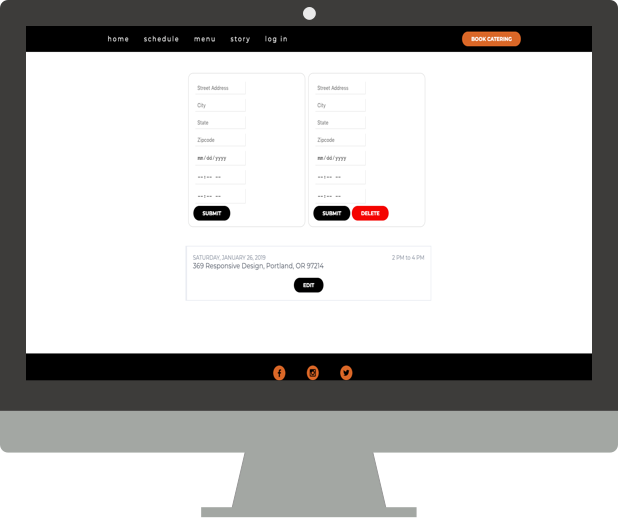 home schedule menu story log in BOOK CATERING
Street Address Street Address
City City
State State
Zipcode Zipcode
mm/dd/yyyy mm/dd/yyyy
--:-- -- --:-- --
--:-- -- --:-- --
SUBMIT SUBMIT DELETE
SATURDAY, JANUARY 26, 2019 2 PM to 4 PM
369 Responsive Design, Portland, OR 97214
EDIT